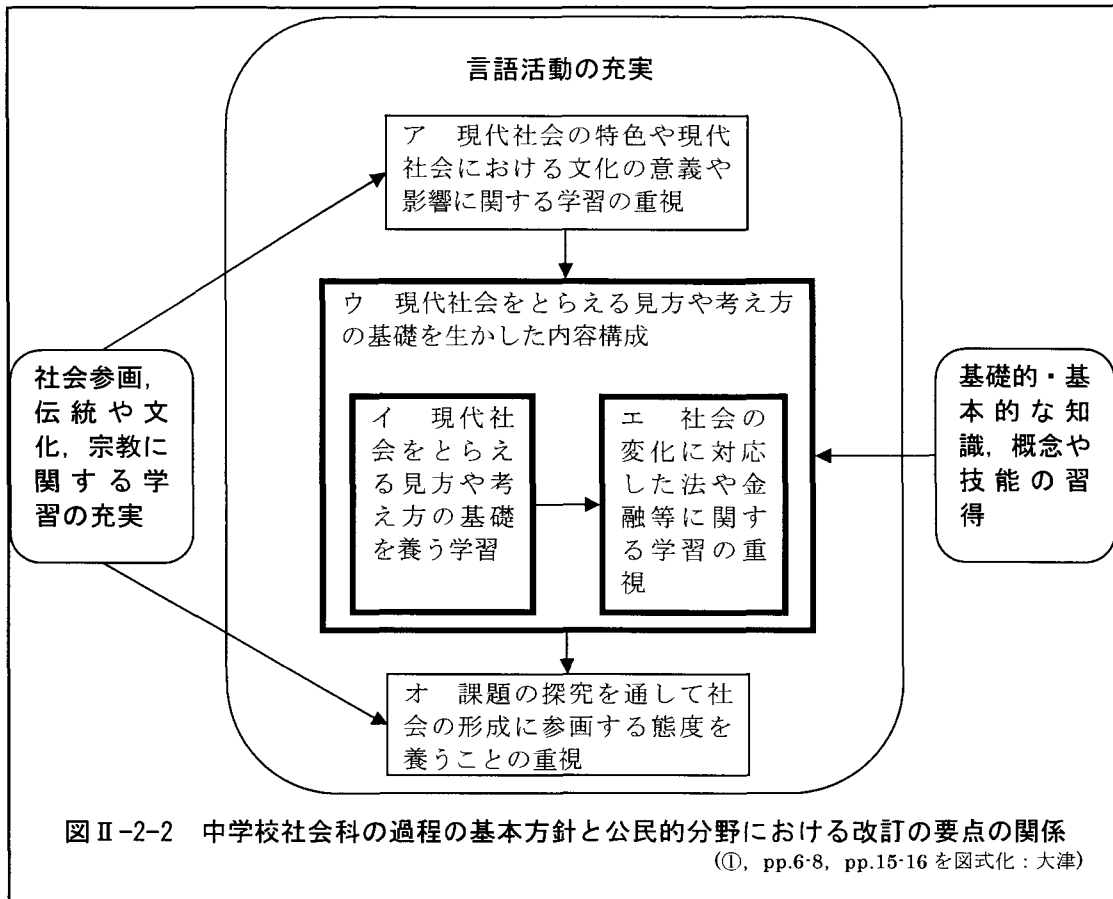 言語活動の充実
ア 現代社会の特色や現代
社会における文化の意義や
影響に関する学習の重視
ウ 現代社会をとらえる見方や考え方
の基礎を生かした内容構成
社会参画,
伝統や文
化,宗教に
関する学
習の充実
イ 現代社
会をとらえ
る見方や考
え方の基礎
を養う学習
エ 社会の
変化に対応
した法や金
融等に関す
る学習の重
視
基礎的・基
本的な知
識,概念や
技能の習
得
オ 課題の探究を通して社
会の形成に参画する態度を
養うことの重視
図Ⅱ-2-2 中学校社会科の過程の基本方針と公民的分野における改訂の要点の関係
(①, pp.6-8, pp.15-16 を図式化:大津)